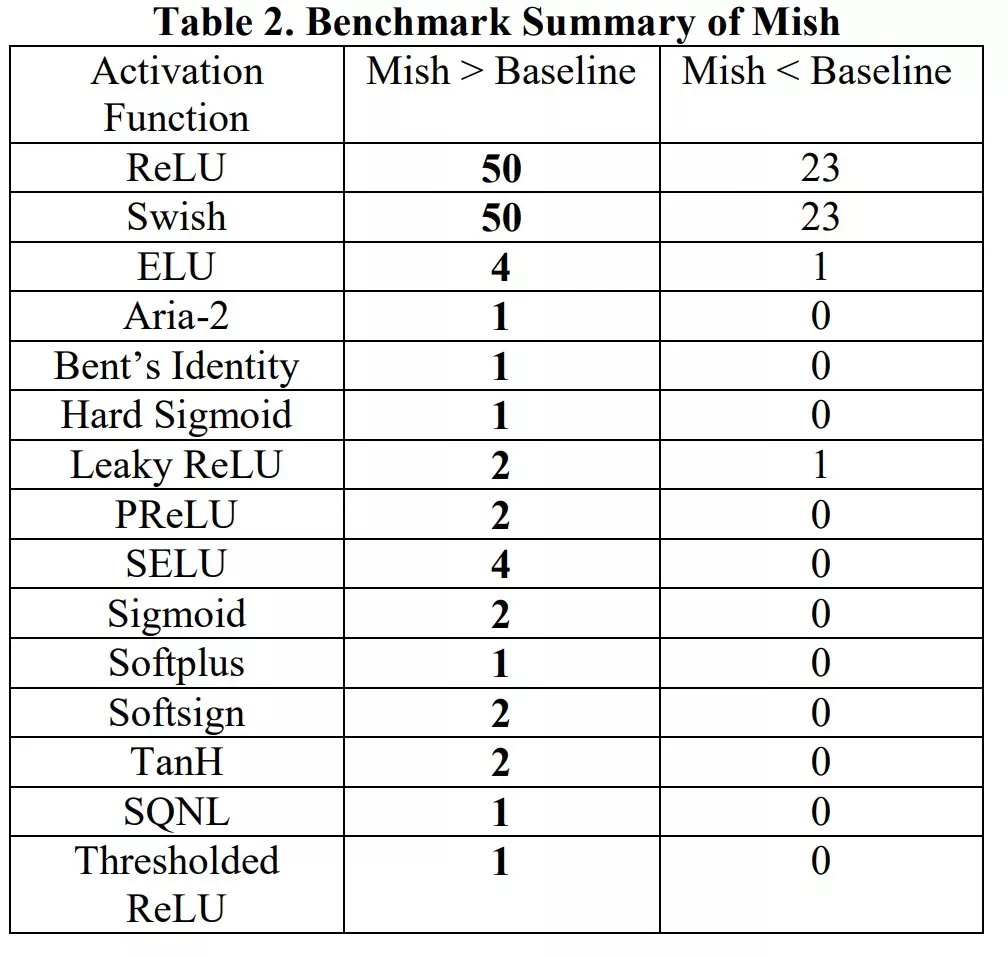 Table 2. Benchmark Summary of Mish
Activation Function Mish > Baseline Mish < Baseline
ReLU 50 23
Swish 50 23
ELU 4 1
Aria-2 1 0
Bent’s Identity 1 0
Hard Sigmoid 1 0
Leaky ReLU 2 1
PReLU 2 0
SELU 4 0
Sigmoid 2 0
Softplus 1 0
Softsign 2 0
TanH 2 0
SQNL 1 0
Thresholded ReLU 1 0